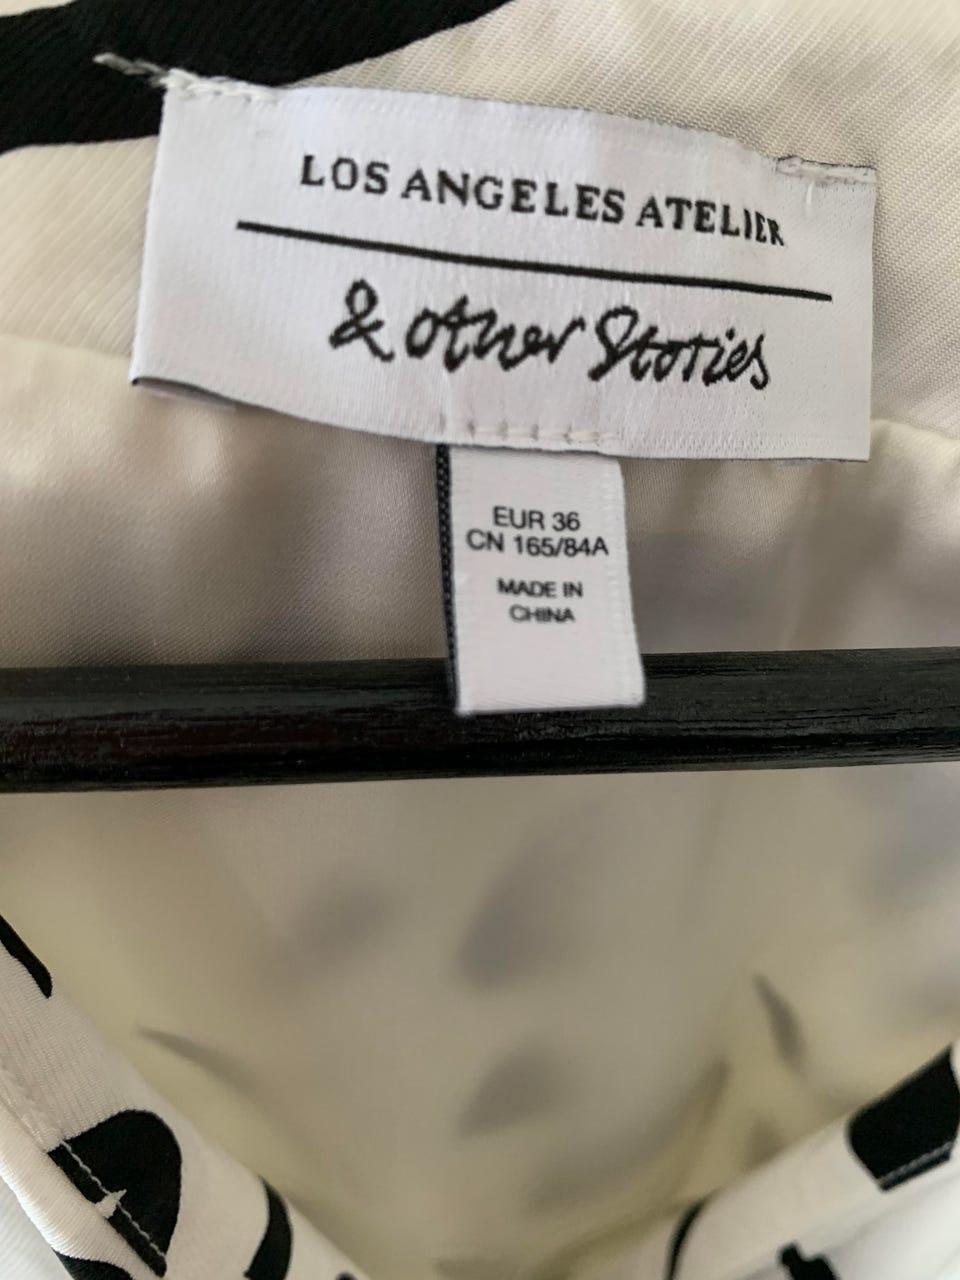 LOS ANGELES ATELIER
& other Stories
EUR 36
CN 165/84A
MADE IN
CHINA